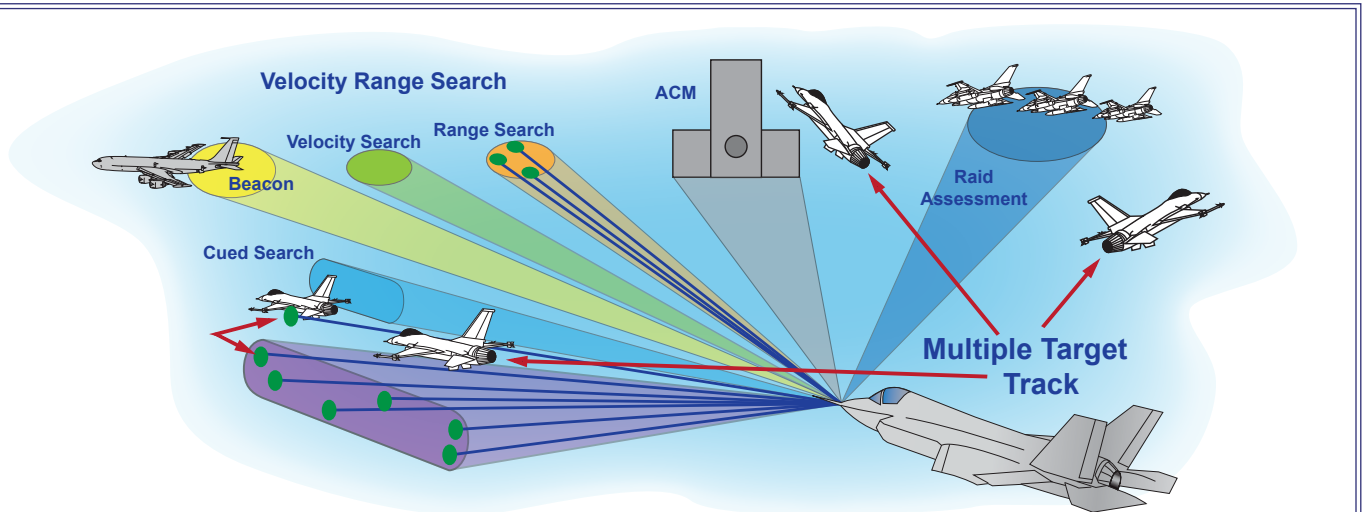 Velocity Range Search
ACM
Velocity Search
Range Search
Beacon
Raid
Assessment
Cued Search
Multiple Target
Track